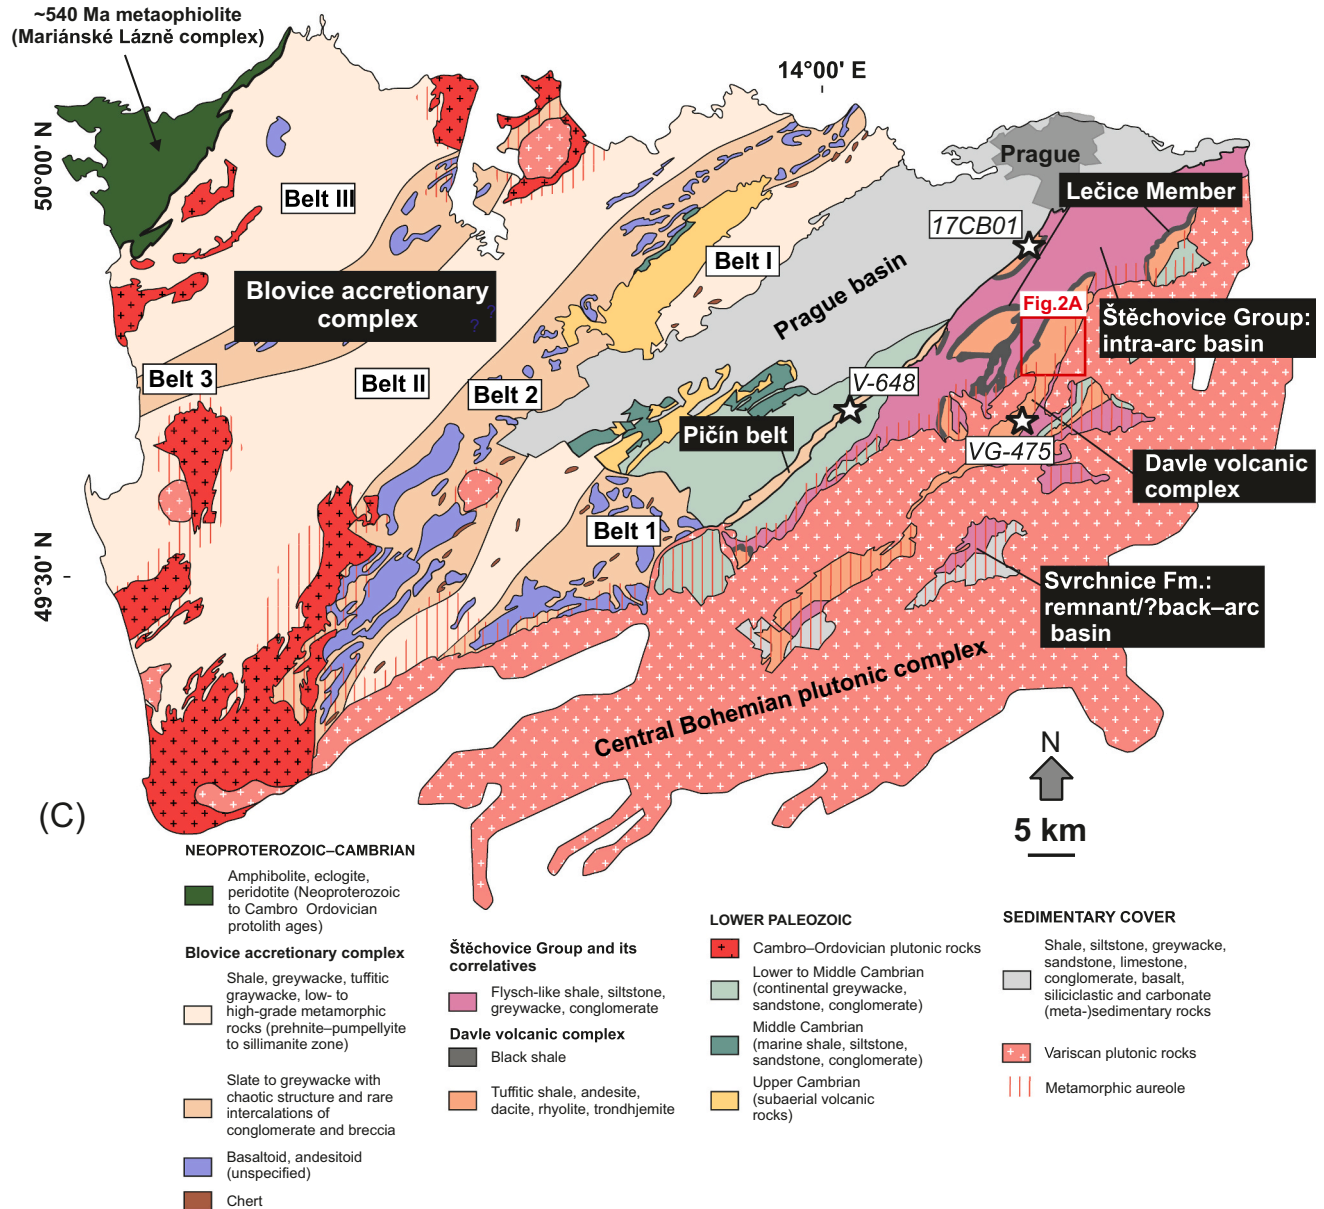 ~540 Ma metaophiolite
(Mariánské Lázně complex)
14°00' E
50°00' N
Prague
Lečice Member
17CB01
Belt III
Belt I
Prague basin
Blovice accretionary
complex
?
?
Fig.2A
Štěchovice Group:
intra-arc basin
Belt 3
Belt II
Belt 2
V-648
Pičín belt
VG-475
Davle volcanic
complex
Belt 1
49°30' N
Svrchnice Fm.:
remnant/?back–arc
basin
Central Bohemian plutonic complex
N
5 km
(C)
NEOPROTEROZOIC–CAMBRIAN
Amphibolite, eclogite,
peridotite (Neoproterozoic
to Cambro Ordovician
protolith ages)
Blovice accretionary complex
Shale, greywacke, tuffitic
graywacke, low- to
high-grade metamorphic
rocks (prehnite–pumpellyite
to sillimanite zone)
Slate to greywacke with
chaotic structure and rare
intercalations of
conglomerate and breccia
Basaltoid, andesitoid
(unspecified)
Chert
Štěchovice Group and its
correlatives
Flysch-like shale, siltstone,
greywacke, conglomerate
Davle volcanic complex
Black shale
Tuffitic shale, andesite,
dacite, rhyolite, trondhjemite
LOWER PALEOZOIC
Cambro–Ordovician plutonic rocks
Lower to Middle Cambrian
(continental greywacke,
sandstone, conglomerate)
Middle Cambrian
(marine shale, siltstone,
sandstone, conglomerate)
Upper Cambrian
(subaerial volcanic
rocks)
SEDIMENTARY COVER
Shale, siltstone, greywacke,
sandstone, limestone,
conglomerate, basalt,
siliciclastic and carbonate
(meta-)sedimentary rocks
Variscan plutonic rocks
Metamorphic aureole